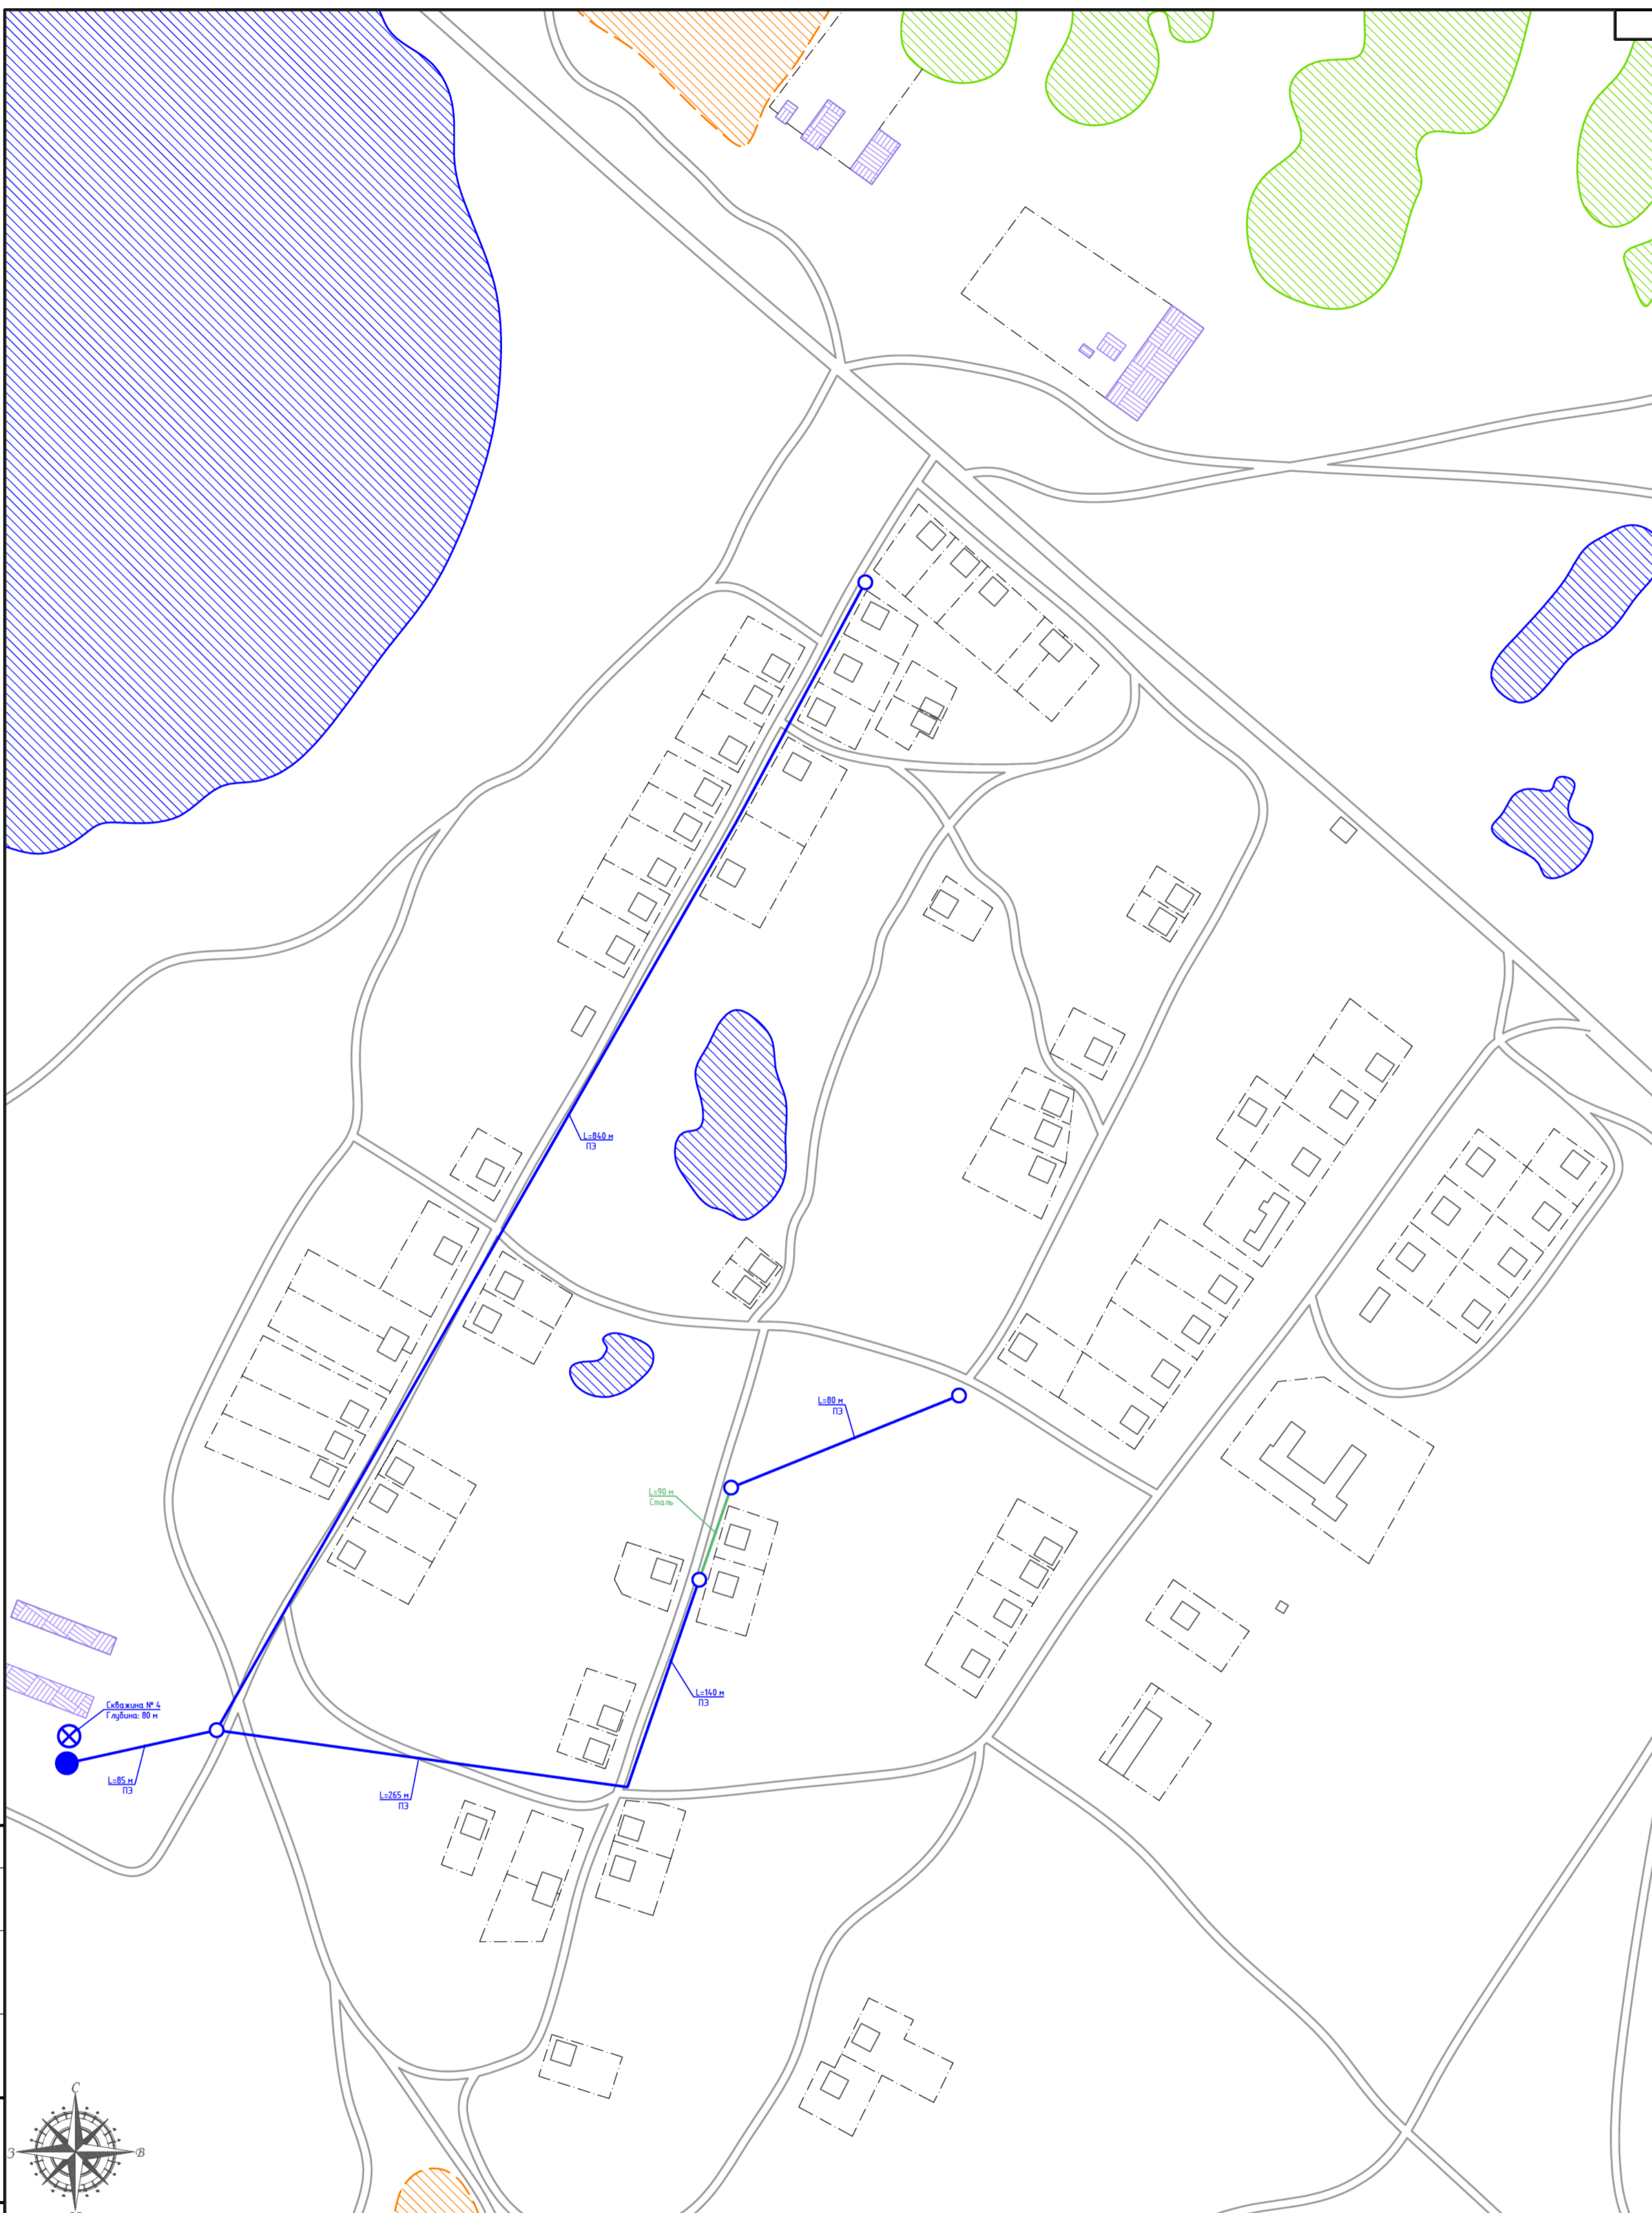 L=840 м
ПЭ
L=80 м
ПЭ
L=90 м
Сталь
L=140 м
ПЭ
Скважина № 4
Глубина: 80 м
L=85 м
ПЭ
L=265 м
ПЭ
С
З
В